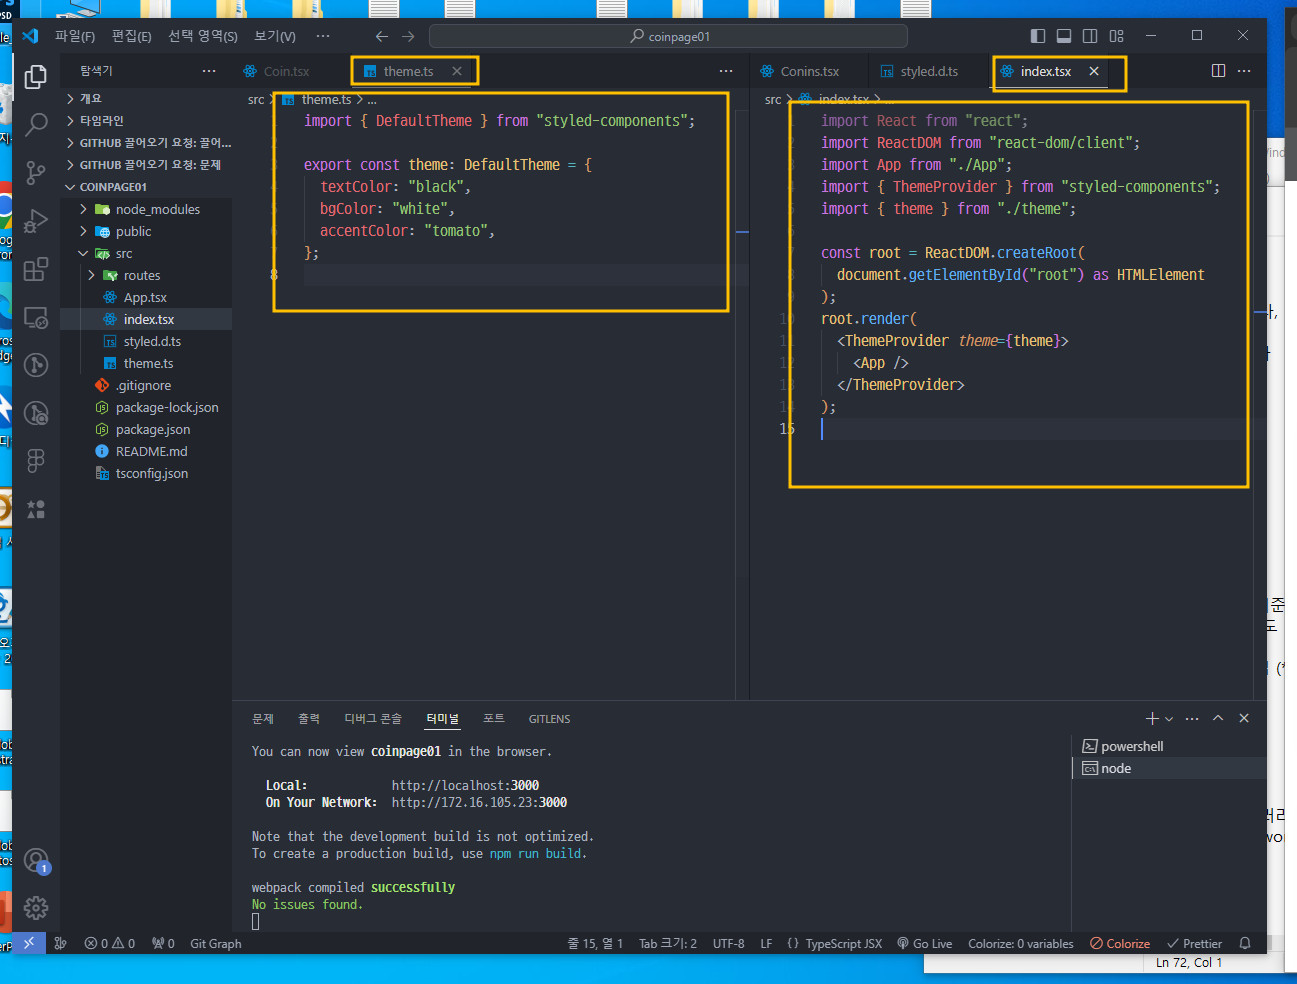 파일(F) 편집(E) 선택 영역(S) 보기(V) ··· coinpage01
탐색기 ···
Coin.tsx theme.ts ···
Conins.tsx styled.d.ts index.tsx ···
개요
타임라인
GITHUB 끌어오기 요청: 끌어...
GITHUB 끌어오기 요청: 문제
COINPAGE01
node_modules
public
src
routes
App.tsx
index.tsx
styled.d.ts
theme.ts
.gitignore
package-lock.json
package.json
README.md
tsconfig.json
src > theme.ts > ...
import { DefaultTheme } from "styled-components";
export const theme: DefaultTheme = {
textColor: "black",
bgColor: "white",
accentColor: "tomato",
};
8
src > index.tsx > ...
import React from "react";
import ReactDOM from "react-dom/client";
import App from "./App";
import { ThemeProvider } from "styled-components";
import { theme } from "./theme";
const root = ReactDOM.createRoot(
document.getElementById("root") as HTMLElement
);
10 root.render(
11 <ThemeProvider theme={theme}>
12 <App />
13 </ThemeProvider>
14 );
15
문제 출력 디버그 콘솔 터미널 포트 GITLENS
You can now view coinpage01 in the browser.
Local: http://localhost:3000
On Your Network: http://172.16.105.23:3000
Note that the development build is not optimized.
To create a production build, use npm run build.
webpack compiled successfully
No issues found.
powershell
node
1
0 0 0 Git Graph 줄 15, 열 1 Tab 크기: 2 UTF-8 LF {} TypeScript JSX Go Live Colorize: 0 variables Colorize Prettier
Ln 72, Col 1